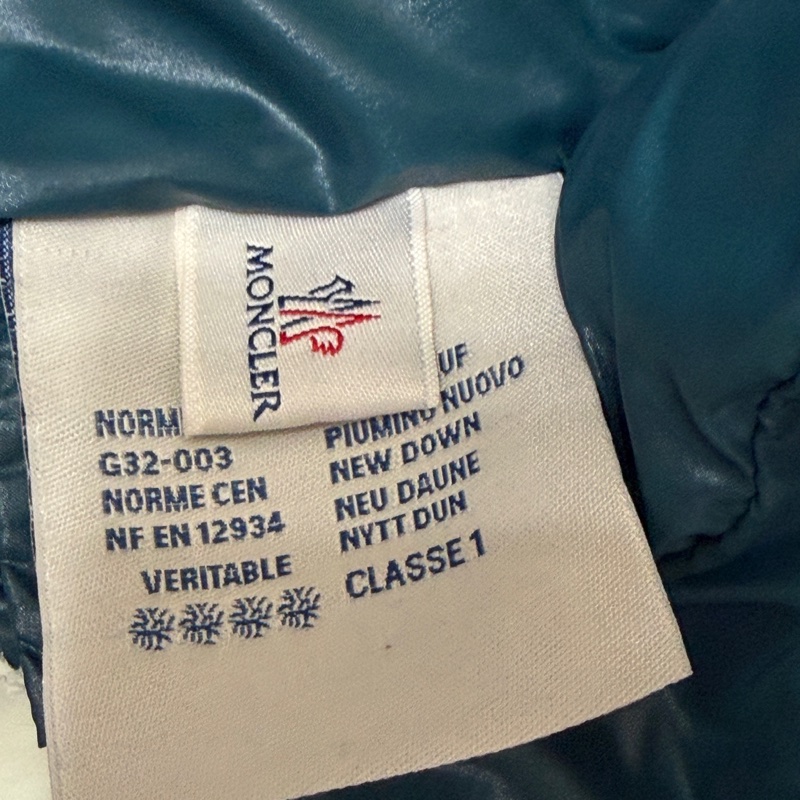 MONCLER
NORM
G32-003
NORME CEN
NF EN 12934
VERITABLE
UF
PIUMINO NUOVO
NEW DOWN
NEU DAUNE
NYTT DUN
CLASSE 1